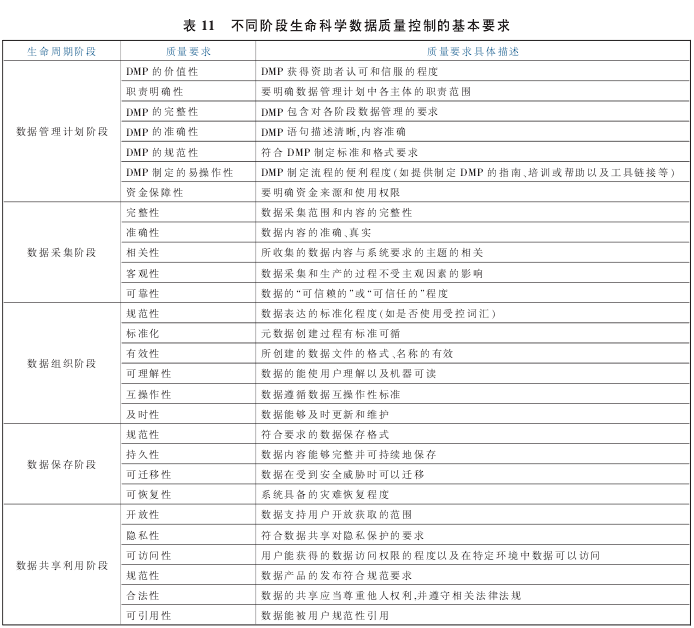 表 11 不同阶段生命科学数据质量控制的基本要求
生命周期阶段 质量要求 质量要求具体描述
数据管理计划阶段
DMP 的价值性 DMP 获得资助者认可和信服的程度
职责明确性 要明确数据管理计划中各主体的职责范围
DMP 的完整性 DMP 包含对各阶段数据管理的要求
DMP 的准确性 DMP 语句描述清晰,内容准确
DMP 的规范性 符合 DMP 制定标准和格式要求
DMP 制定的易操作性 DMP 制定流程的便利程度(如提供制定 DMP 的指南、培训或帮助以及工具链接等)
资金保障性 要明确资金来源和使用权限
数据采集阶段
完整性 数据采集范围和内容的完整性
准确性 数据内容的准确、真实
相关性 所收集的数据内容与系统要求的主题的相关
客观性 数据采集和生产的过程不受主观因素的影响
可靠性 数据的“可信赖的”或“可信任的”程度
数据组织阶段
规范性 数据表达的标准化程度(如是否使用受控词汇)
标准化 元数据创建过程有标准可循
有效性 所创建的数据文件的格式、名称的有效
可理解性 数据的能使用户理解以及机器可读
互操作性 数据遵循数据互操作性标准
及时性 数据能够及时更新和维护
数据保存阶段
规范性 符合要求的数据保存格式
持久性 数据内容能够完整并可持续地保存
可迁移性 数据在受到安全威胁时可以迁移
可恢复性 系统具备的灾难恢复程度
数据共享利用阶段
开放性 数据支持用户开放获取的范围
隐私性 符合数据共享对隐私保护的要求
可访问性 用户能获得的数据访问权限的程度以及在特定环境中数据可以访问
规范性 数据产品的发布符合规范要求
合法性 数据的共享应当尊重他人权利,并遵守相关法律法规
可引用性 数据能被用户规范性引用